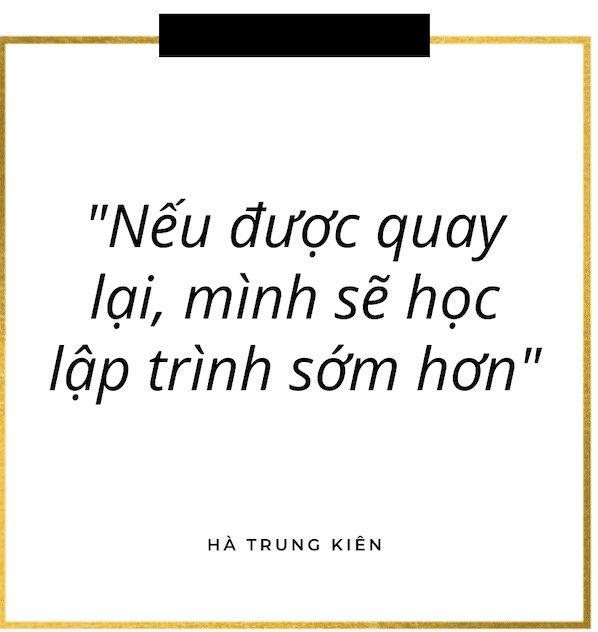 "Nếu được quay
lại, mình sẽ học
lập trình sớm hơn"
HÀ TRUNG KIÊN